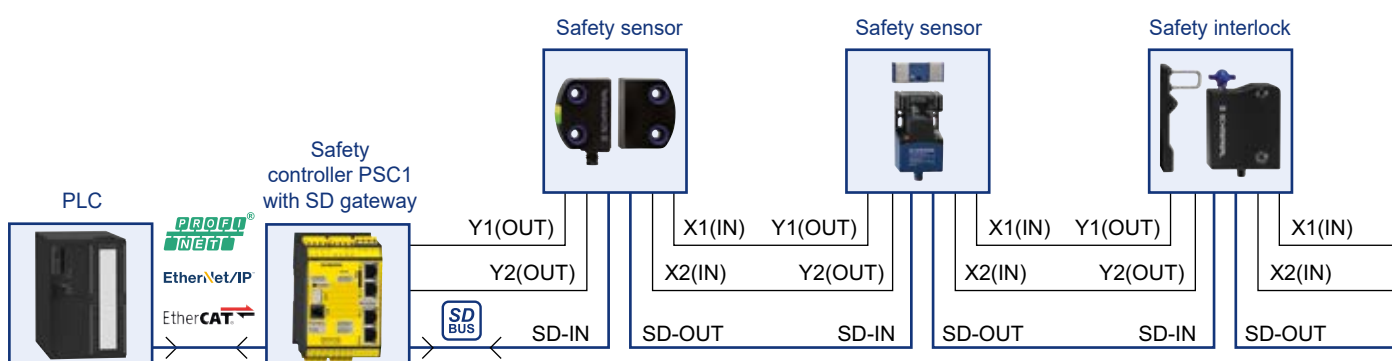 Safety sensor
Safety sensor
Safety interlock
Safety
controller PSC1
with SD gateway
PLC
PROFI®
NET
EtherNet/IP
EtherCAT
SD
BUS
Y1(OUT)
X1(IN)
Y1(OUT)
X1(IN)
Y1(OUT)
X1(IN)
Y2(OUT)
X2(IN)
Y2(OUT)
X2(IN)
Y2(OUT)
X2(IN)
SD-IN
SD-OUT
SD-IN
SD-OUT
SD-IN
SD-OUT